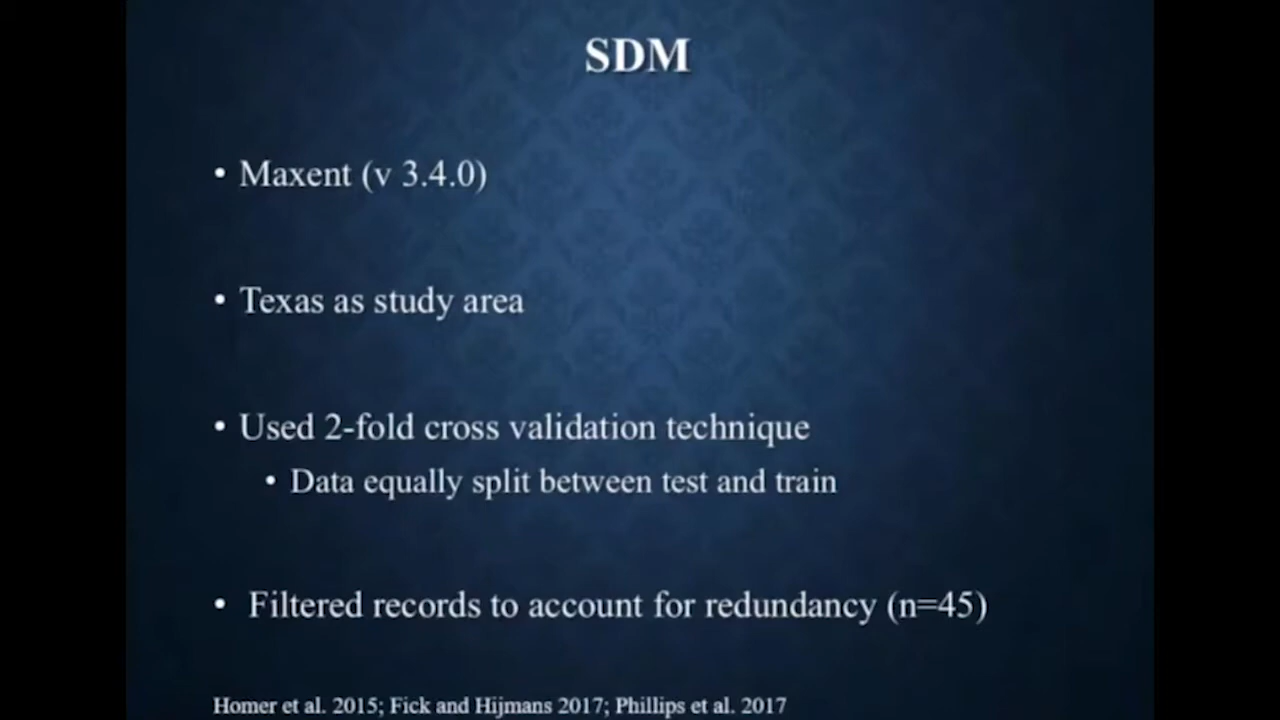 SDM
• Maxent (v 3.4.0)
• Texas as study area
• Used 2-fold cross validation technique
• Data equally split between test and train
• Filtered records to account for redundancy (n=45)
Homer et al. 2015; Fick and Hijmans 2017; Phillips et al. 2017